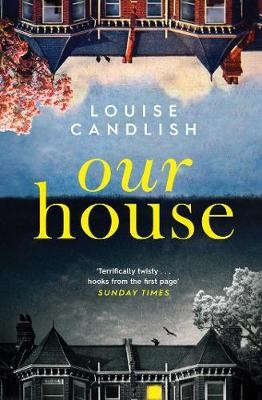 LOUISE
CANDLISH
our
house
'Terrifically twisty . . .
hooks from the first page'
SUNDAY TIMES